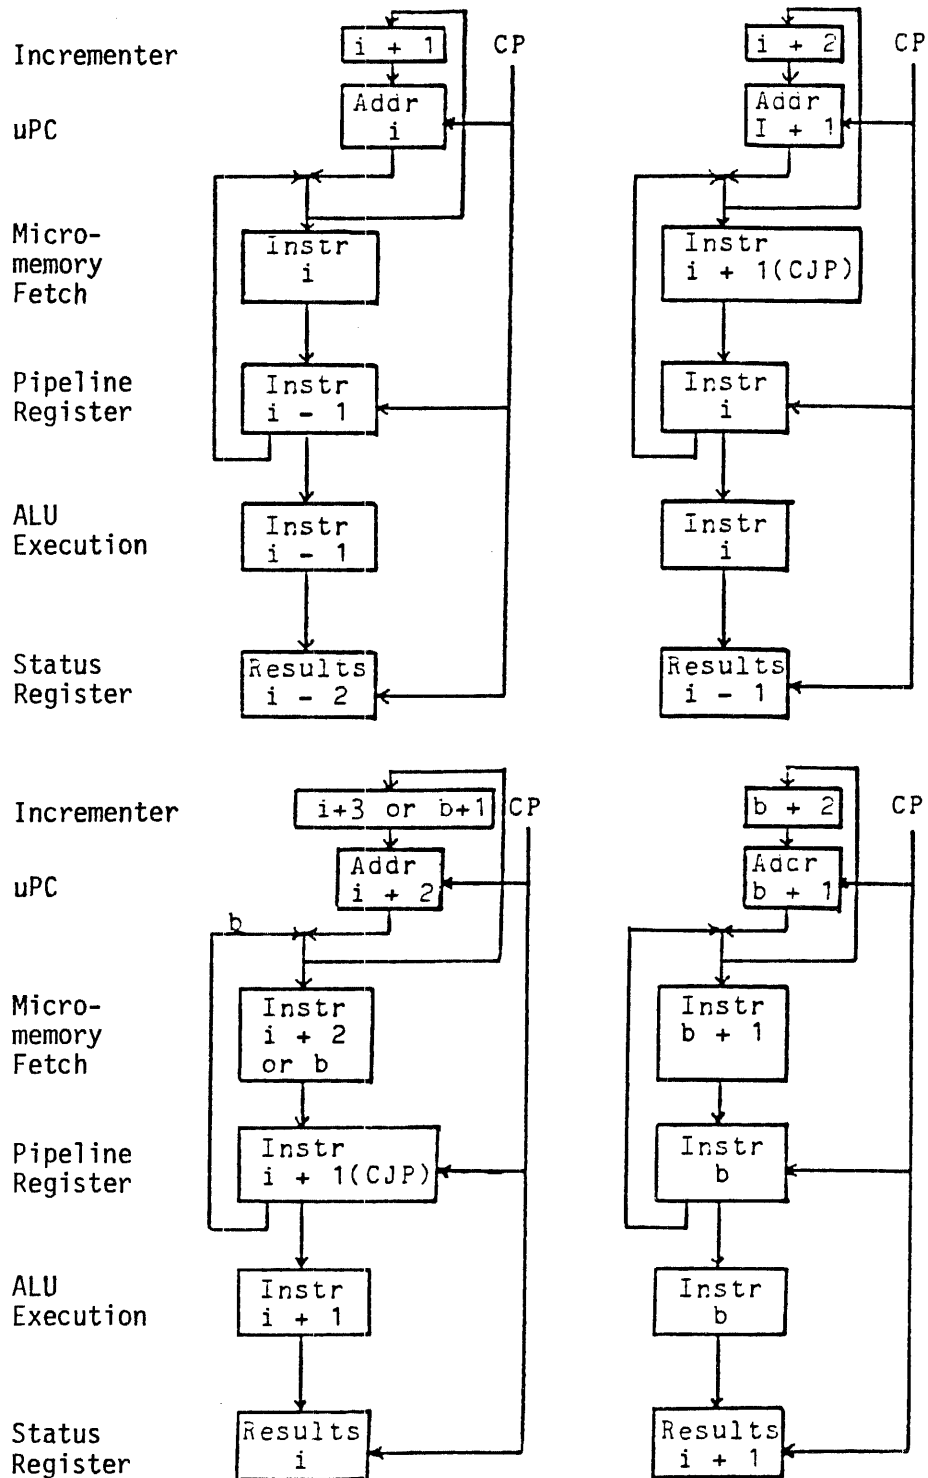 Incrementer
i + 1
CP
uPC
Addr
i
Micro-
memory
Fetch
Instr
i
Pipeline
Register
Instr
i - 1
ALU
Execution
Instr
i - 1
Status
Register
Results
i - 2
i + 2
CP
Addr
I + 1
Instr
i + 1(CJP)
Instr
i
Instr
i
Results
i - 1
Incrementer
i+3 or b+1
CP
uPC
Addr
i + 2
b
Micro-
memory
Fetch
Instr
i + 2
or b
Pipeline
Register
Instr
i + 1(CJP)
ALU
Execution
Instr
i + 1
Status
Register
Results
i
b + 2
CP
Addr
b + 1
Instr
b + 1
Instr
b
Instr
b
Results
i + 1